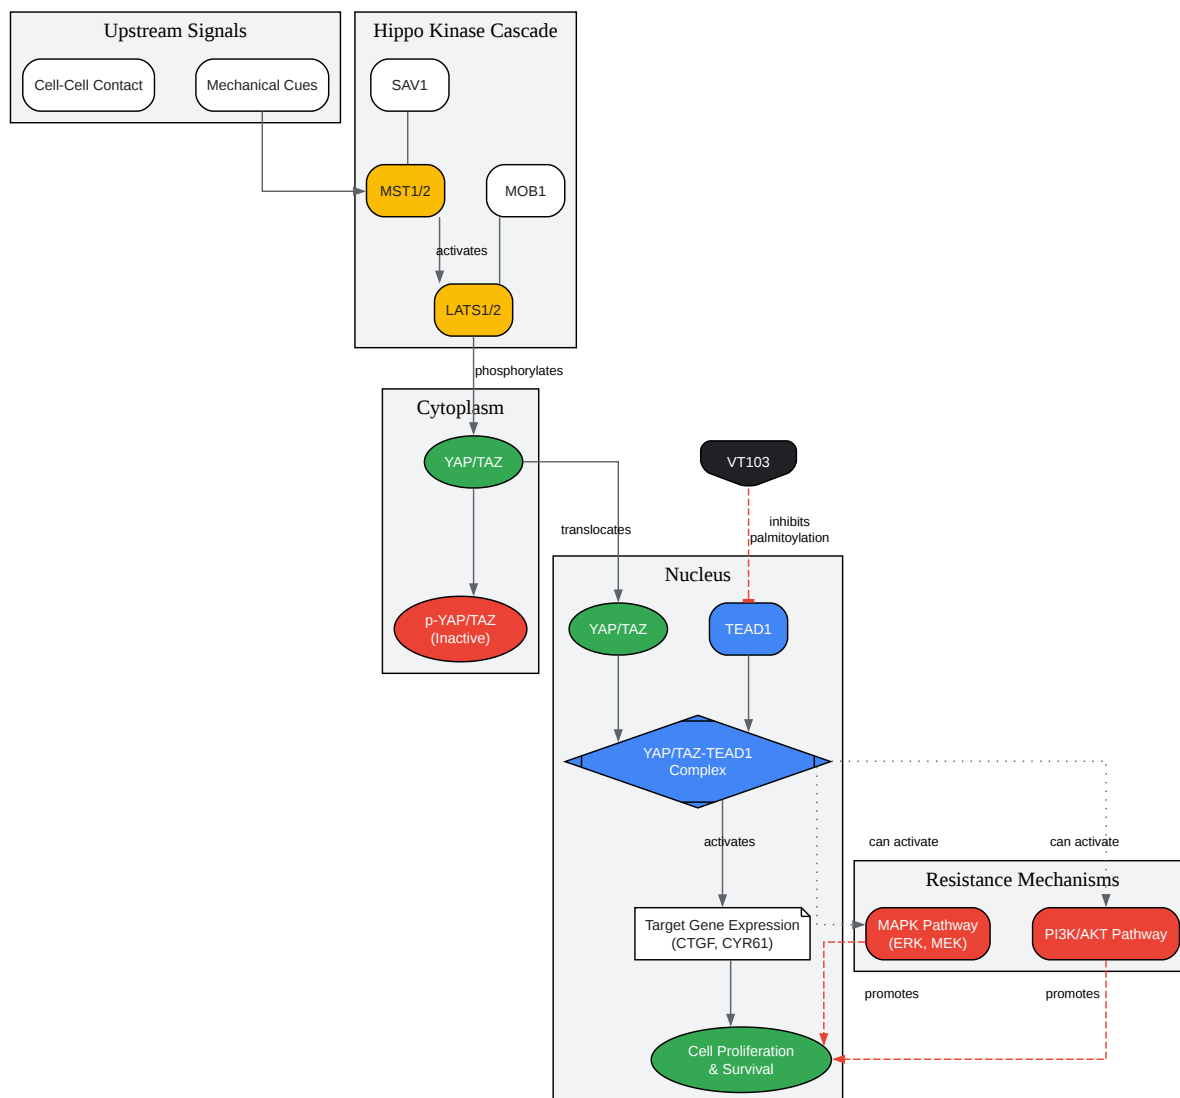 Upstream Signals
Cell-Cell Contact
Mechanical Cues
Hippo Kinase Cascade
SAV1
MST1/2
MOB1
activates
LATS1/2
phosphorylates
Cytoplasm
YAP/TAZ
p-YAP/TAZ
(Inactive)
translocates
VT103
inhibits
palmitoylation
Nucleus
YAP/TAZ
TEAD1
YAP/TAZ-TEAD1
Complex
activates
can activate
can activate
Target Gene Expression
(CTGF, CYR61)
Resistance Mechanisms
MAPK Pathway
(ERK, MEK)
PI3K/AKT Pathway
promotes
promotes
Cell Proliferation
& Survival